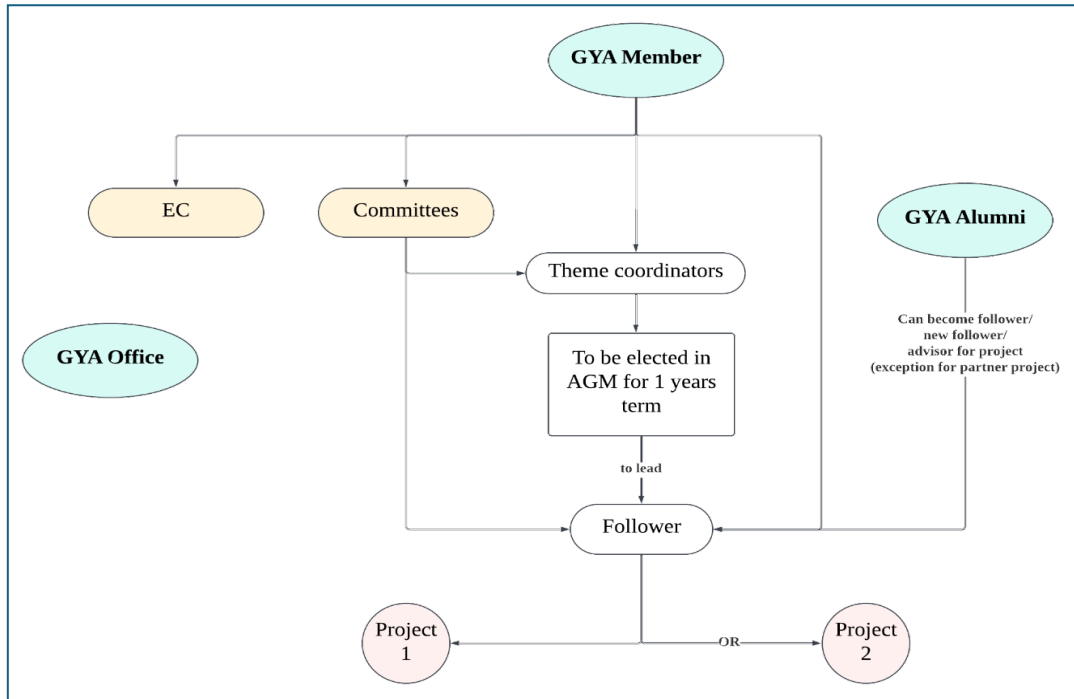 GYA Member
EC
Committees
GYA Alumni
Theme coordinators
Can become follower/
new follower/
advisor for project
(exception for partner project)
GYA Office
To be elected in
AGM for 1 years
term
to lead
Follower
Project
1
OR
Project
2